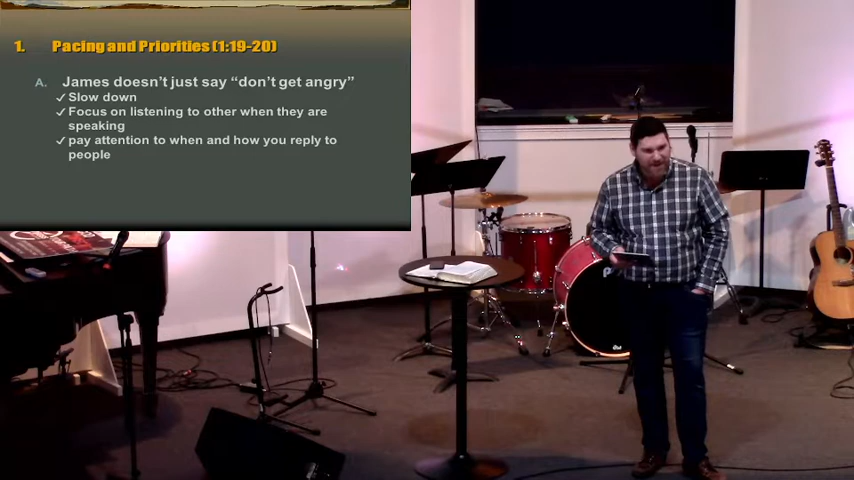 1. Pacing and Priorities (1:19-20)
A. James doesn't just say “don't get angry”
✓ Slow down
✓ Focus on listening to other when they are
speaking
✓ pay attention to when and how you reply to
people